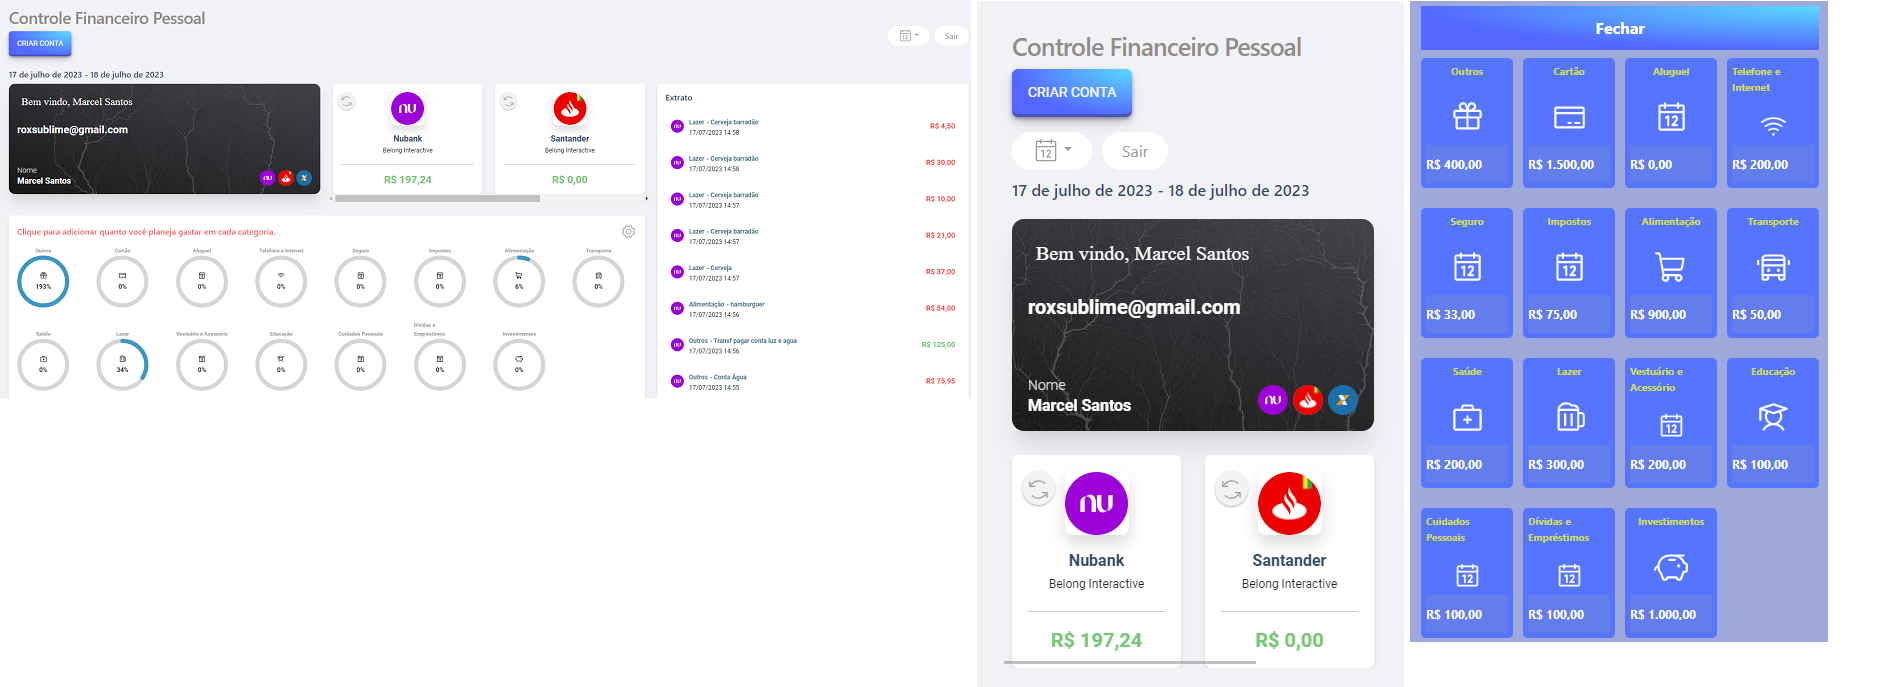 Controle Financeiro Pessoal
CRIAR CONTA
12
Sair
17 de julho de 2023 - 18 de julho de 2023
Bem vindo, Marcel Santos
roxsublime@gmail.com
Nome
Marcel Santos
nu
X
nu
Nubank
Belong Interactive
R$ 197,24
Santander
Belong Interactive
R$ 0,00
Clique para adicionar quanto você planeja gastar em cada categoria.
Outros
193%
Cartão
0%
Aluguel
0%
Telefone e Internet
0%
Seguro
0%
Impostos
0%
Alimentação
6%
Transporte
0%
Saúde
0%
Lazer
34%
Vestuário e Acessório
0%
Educação
0%
Cuidados Pessoais
0%
Dívidas e
Empréstimos
0%
Investimentos
0%
Extrato
nu
Lazer - Cerveja barradão
17/07/2023 14:58
R$ 4,50
nu
Lazer - Cerveja barradão
17/07/2023 14:58
R$ 30,00
nu
Lazer - Cerveja barradão
17/07/2023 14:57
R$ 10,00
nu
Lazer - Cerveja barradão
17/07/2023 14:57
R$ 21,00
nu
Lazer - Cerveja
17/07/2023 14:57
R$ 37,00
nu
Alimentação - hamburguer
17/07/2023 14:56
R$ 54,00
nu
Outros - Transf pagar conta luz e agua
17/07/2023 14:56
R$ 125,00
nu
Outros - Conta Água
17/07/2023 14:55
R$ 75,95
Controle Financeiro Pessoal
CRIAR CONTA
12
Sair
17 de julho de 2023 - 18 de julho de 2023
Bem vindo, Marcel Santos
roxsublime@gmail.com
Nome
Marcel Santos
nu
X
nu
Nubank
Belong Interactive
R$ 197,24
Santander
Belong Interactive
R$ 0,00
Fechar
Outros
R$ 400,00
Cartão
R$ 1.500,00
Aluguel
12
R$ 0,00
Telefone e
Internet
R$ 200,00
Seguro
12
R$ 33,00
Impostos
12
R$ 75,00
Alimentação
R$ 900,00
Transporte
R$ 50,00
Saúde
R$ 200,00
Lazer
R$ 300,00
Vestuário e
Acessório
12
R$ 200,00
Educação
R$ 100,00
Cuidados
Pessoais
12
R$ 100,00
Dívidas e
Empréstimos
12
R$ 100,00
Investimentos
R$ 1.000,00